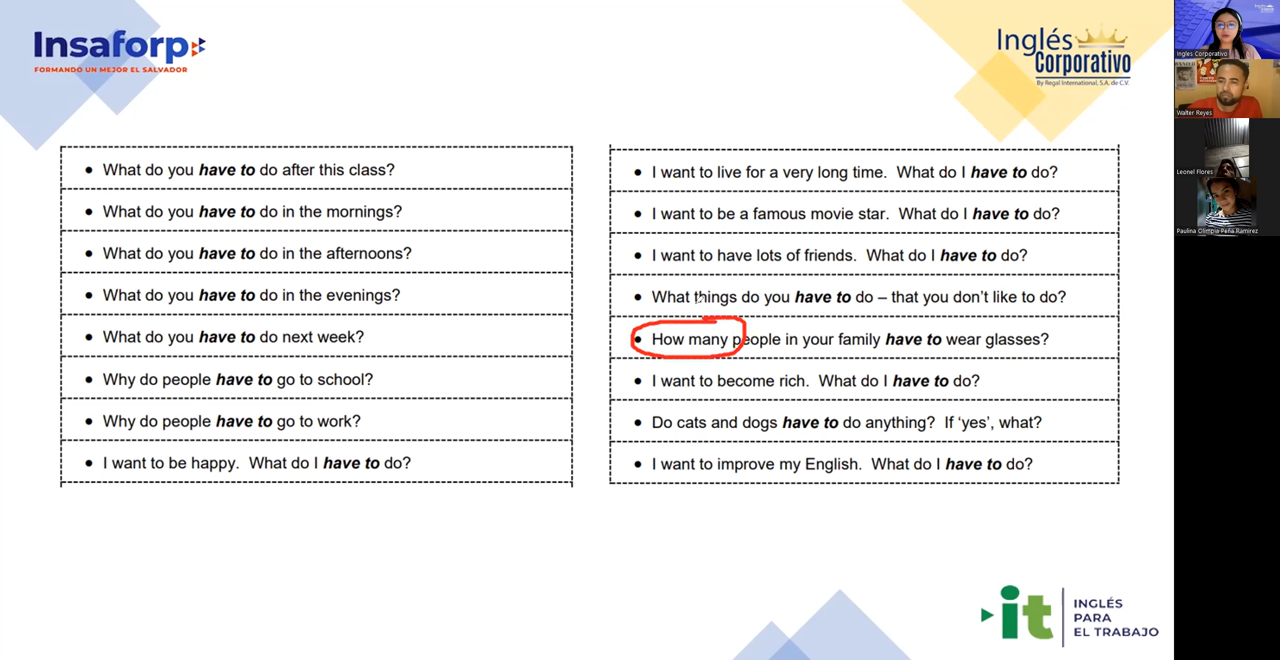 Insaforp
FORMANDO UN MEJOR EL SALVADOR
Inglés
Corporativo
By Regal International, S.A. de C.V.
• What do you have to do after this class?
• What do you have to do in the mornings?
• What do you have to do in the afternoons?
• What do you have to do in the evenings?
• What do you have to do next week?
• Why do people have to go to school?
• Why do people have to go to work?
• I want to be happy. What do I have to do?
• I want to live for a very long time. What do I have to do?
• I want to be a famous movie star. What do I have to do?
• I want to have lots of friends. What do I have to do?
• What things do you have to do – that you don't like to do?
• How many people in your family have to wear glasses?
• I want to become rich. What do I have to do?
• Do cats and dogs have to do anything? If 'yes', what?
• I want to improve my English. What do I have to do?
it
INGLÉS
PARA
EL TRABAJO
Ingles Corporativo
Walter Reyes
Leonel Flores
Paulina Olimpia Peña Ramirez